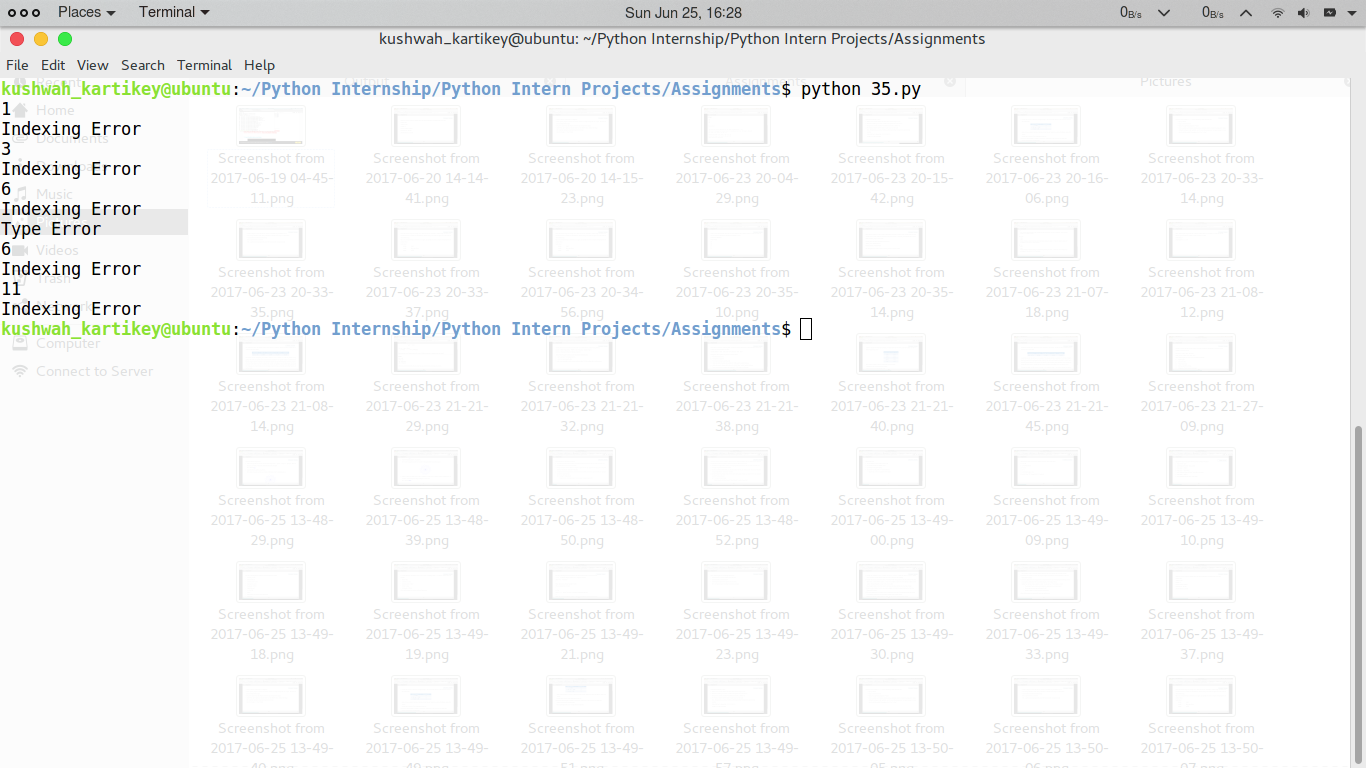 Places Terminal Sun Jun 25, 16:28 0B/s 0B/s
kushwah_kartikey@ubuntu: ~/Python Internship/Python Intern Projects/Assignments
File Edit View Search Terminal Help
kushwah_kartikey@ubuntu:~/Python Internship/Python Intern Projects/Assignments$ python 35.py
1
Indexing Error
3
Indexing Error
6
Indexing Error
Type Error
6
Indexing Error
11
Indexing Error
kushwah_kartikey@ubuntu:~/Python Internship/Python Intern Projects/Assignments$
Recent
Home
Documents
Music
Videos
Trash
Computer
Connect to Server
Assignments
Pictures
Screenshot from Screenshot from Screenshot from Screenshot from Screenshot from Screenshot from Screenshot from
2017-06-19 04-45- 2017-06-20 14-14- 2017-06-20 14-15- 2017-06-23 20-04- 2017-06-23 20-15- 2017-06-23 20-16- 2017-06-23 20-33-
11.png 41.png 23.png 29.png 42.png 06.png 14.png
Screenshot from Screenshot from Screenshot from Screenshot from Screenshot from Screenshot from Screenshot from
2017-06-23 20-33- 2017-06-23 20-33- 2017-06-23 20-34- 2017-06-23 20-35- 2017-06-23 20-35- 2017-06-23 21-07- 2017-06-23 21-08-
35.png 37.png 56.png 10.png 14.png 18.png 12.png
Screenshot from Screenshot from Screenshot from Screenshot from Screenshot from Screenshot from Screenshot from
2017-06-23 21-08- 2017-06-23 21-21- 2017-06-23 21-21- 2017-06-23 21-21- 2017-06-23 21-21- 2017-06-23 21-21- 2017-06-23 21-27-
14.png 29.png 32.png 38.png 40.png 45.png 09.png
Screenshot from Screenshot from Screenshot from Screenshot from Screenshot from Screenshot from Screenshot from
2017-06-25 13-48- 2017-06-25 13-48- 2017-06-25 13-48- 2017-06-25 13-48- 2017-06-25 13-49- 2017-06-25 13-49- 2017-06-25 13-49-
29.png 39.png 50.png 52.png 00.png 09.png 10.png
Screenshot from Screenshot from Screenshot from Screenshot from Screenshot from Screenshot from Screenshot from
2017-06-25 13-49- 2017-06-25 13-49- 2017-06-25 13-49- 2017-06-25 13-49- 2017-06-25 13-49- 2017-06-25 13-49- 2017-06-25 13-49-
18.png 19.png 21.png 23.png 30.png 33.png 37.png
Screenshot from Screenshot from Screenshot from Screenshot from Screenshot from Screenshot from Screenshot from
2017-06-25 13-49- 2017-06-25 13-49- 2017-06-25 13-49- 2017-06-25 13-49- 2017-06-25 13-50- 2017-06-25 13-50- 2017-06-25 13-50-